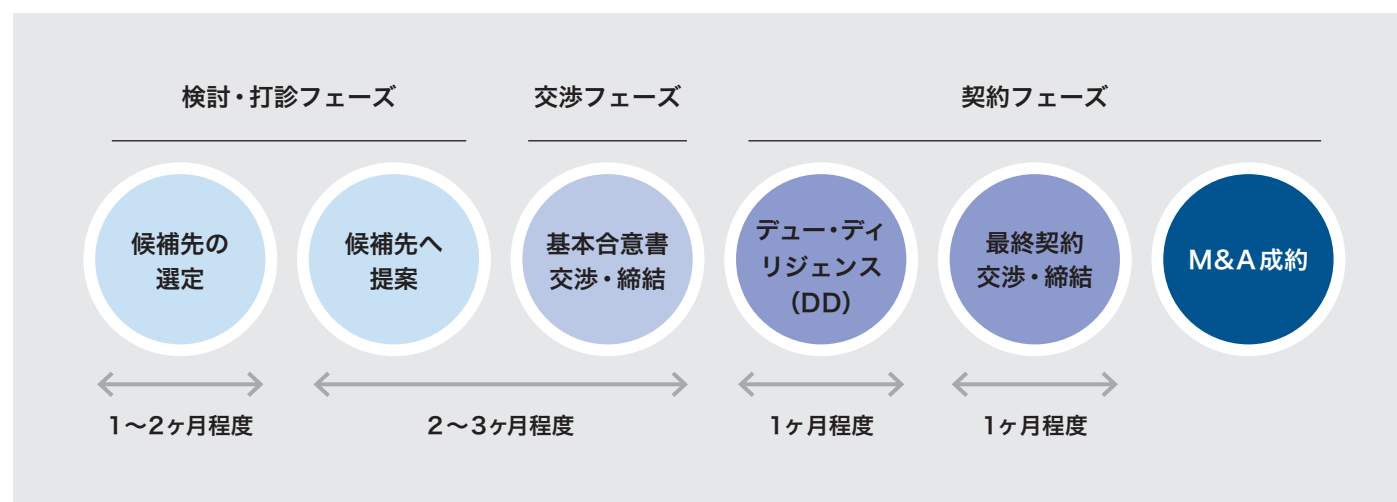 検討・打診フェーズ
交渉フェーズ
契約フェーズ
候補先の
選定
候補先へ
提案
基本合意書
交渉・締結
デュー・ディ
リジェンス
（DD）
最終契約
交渉・締結
M&A成約
1〜2ヶ月程度
2〜3ヶ月程度
1ヶ月程度
1ヶ月程度